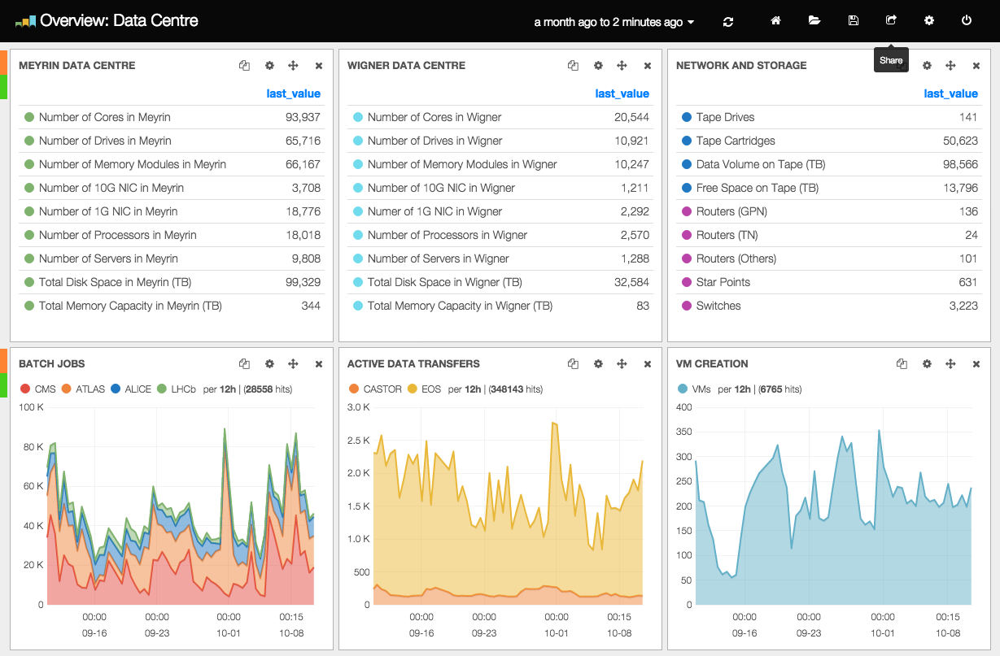 Overview: Data Centre
a month ago to 2 minutes ago
Share
MEYRIN DATA CENTRE
last_value
Number of Cores in Meyrin 93,937
Number of Drives in Meyrin 65,716
Number of Memory Modules in Meyrin 66,167
Number of 10G NIC in Meyrin 3,708
Number of 1G NIC in Meyrin 18,776
Number of Processors in Meyrin 18,018
Number of Servers in Meyrin 9,808
Total Disk Space in Meyrin (TB) 99,329
Total Memory Capacity in Meyrin (TB) 344
WIGNER DATA CENTRE
last_value
Number of Cores in Wigner 20,544
Number of Drives in Wigner 10,921
Number of Memory Modules in Wigner 10,247
Number of 10G NIC in Wigner 1,211
Numer of 1G NIC in Wigner 2,292
Number of Processors in Wigner 2,570
Number of Servers in Wigner 1,288
Total Disk Space in Wigner (TB) 32,584
Total Memory Capacity in Wigner (TB) 83
NETWORK AND STORAGE
last_value
Tape Drives 141
Tape Cartridges 50,623
Data Volume on Tape (TB) 98,566
Free Space on Tape (TB) 13,796
Routers (GPN) 136
Routers (TN) 24
Routers (Others) 101
Star Points 631
Switches 3,223
BATCH JOBS
CMS ATLAS ALICE LHCb per 12h | (28558 hits)
100 K
80 K
60 K
40 K
20 K
0
00:00 00:00 00:00 00:15
09-16 09-23 10-01 10-08
ACTIVE DATA TRANSFERS
CASTOR EOS per 12h | (348143 hits)
3.0 K
2.5 K
2.0 K
1.5 K
1.0 K
500
0
00:00 00:00 00:00 00:15
09-16 09-23 10-01 10-08
VM CREATION
VMs per 12h | (6765 hits)
400
350
300
250
200
150
100
50
0
00:00 00:00 00:00 00:15
09-16 09-23 10-01 10-08